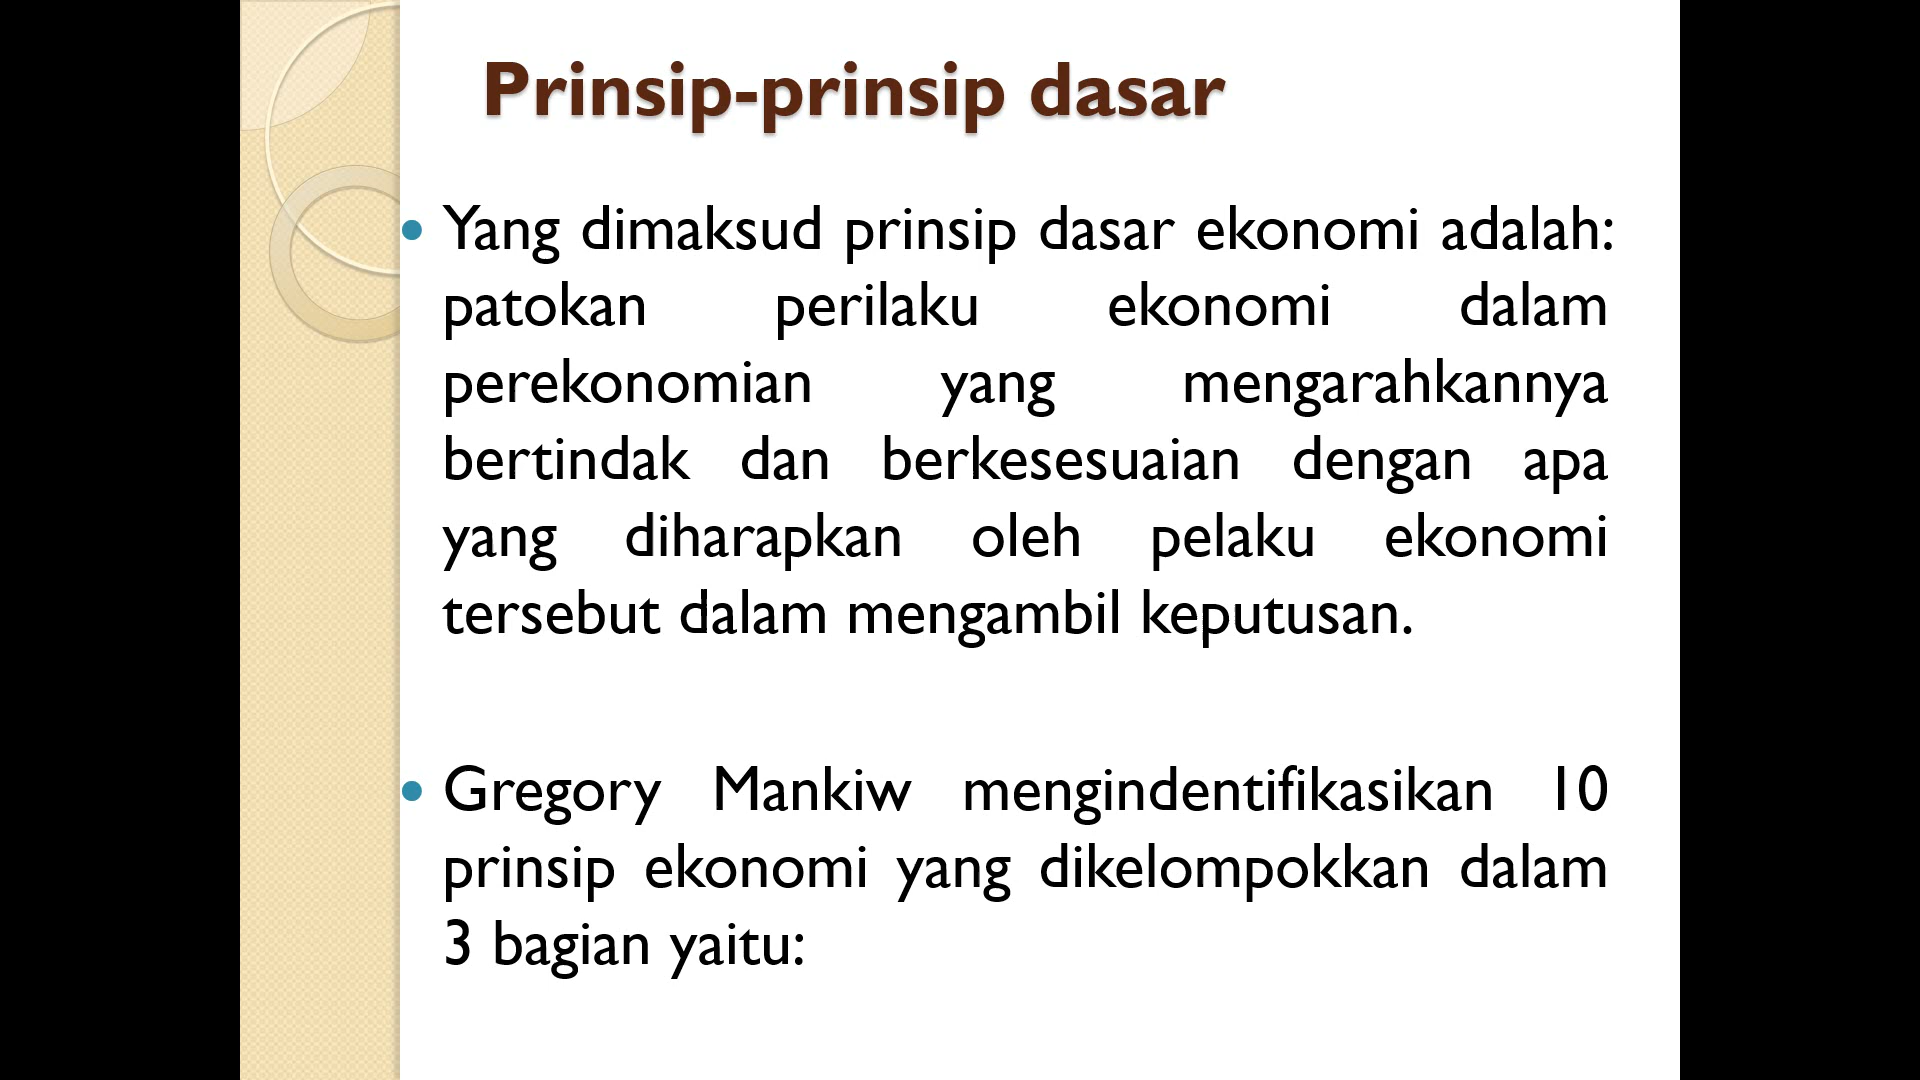 Prinsip-prinsip dasar
• Yang dimaksud prinsip dasar ekonomi adalah:
patokan perilaku ekonomi dalam
perekonomian yang mengarahkannya
bertindak dan berkesesuaian dengan apa
yang diharapkan oleh pelaku ekonomi
tersebut dalam mengambil keputusan.
• Gregory Mankiw mengindentifikasikan 10
prinsip ekonomi yang dikelompokkan dalam
3 bagian yaitu: